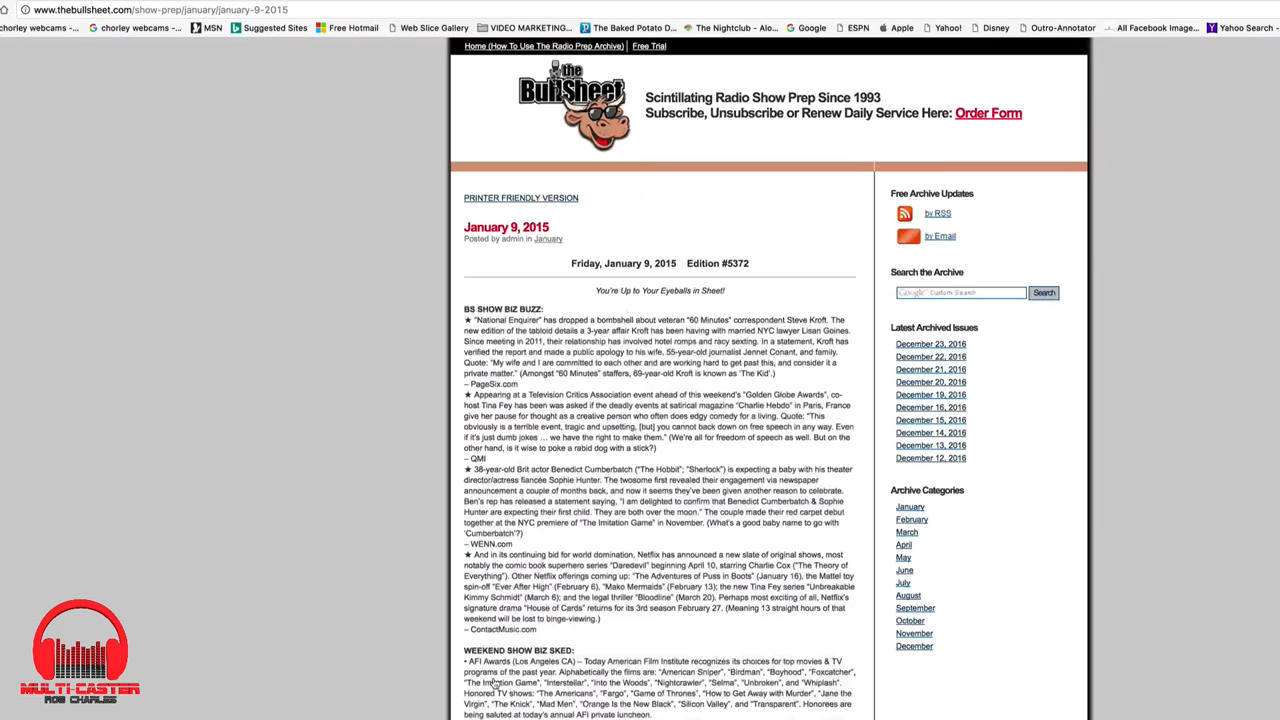 www.thebullsheet.com/show-prep/january/january-9-2015
chorley webcams -... chorley webcams -... MSN Suggested Sites Free Hotmail Web Slice Gallery VIDEO MARKETING... The Baked Potato D... The Nightclub - Alo... Google ESPN Apple Yahoo! Disney Outro-Annotator All Facebook Image... Yahoo Search -
Home (How To Use The Radio Prep Archive) | Free Trial
the
BullSheet
Scintillating Radio Show Prep Since 1993
Subscribe, Unsubscribe or Renew Daily Service Here: Order Form
PRINTER FRIENDLY VERSION
January 9, 2015
Posted by admin in January
Friday, January 9, 2015 Edition #5372
You're Up to Your Eyeballs in Sheet!
BS SHOW BIZ BUZZ:
★ "National Enquirer" has dropped a bombshell about veteran "60 Minutes" correspondent Steve Kroft. The
new edition of the tabloid details a 3-year affair Kroft has been having with married NYC lawyer Lisan Goines.
Since meeting in 2011, their relationship has involved hotel romps and racy sexting. In a statement, Kroft has
verified the report and made a public apology to his wife, 55-year-old journalist Jennet Conant, and family.
Quote: "My wife and I are committed to each other and are working hard to get past this, and consider it a
private matter." (Amongst "60 Minutes" staffers, 69-year-old Kroft is known as 'The Kid'.)
– PageSix.com
★ Appearing at a Television Critics Association event ahead of this weekend's "Golden Globe Awards", co-
host Tina Fey has been was asked if the deadly events at satirical magazine "Charlie Hebdo" in Paris, France
give her pause for thought as a creative person who often does edgy comedy for a living. Quote: "This
obviously is a terrible event, tragic and upsetting, [but] you cannot back down on free speech in any way. Even
if it's just dumb jokes … we have the right to make them." (We're all for freedom of speech as well. But on the
other hand, is it wise to poke a rabid dog with a stick?)
– QMI
★ 38-year-old Brit actor Benedict Cumberbatch ("The Hobbit"; "Sherlock") is expecting a baby with his theater
director/actress fiancée Sophie Hunter. The twosome first revealed their engagement via newspaper
announcement a couple of months back, and now it seems they've been given another reason to celebrate.
Ben's rep has released a statement saying, "I am delighted to confirm that Benedict Cumberbatch & Sophie
Hunter are expecting their first child. They are both over the moon." The couple made their red carpet debut
together at the NYC premiere of "The Imitation Game" in November. (What's a good baby name to go with
'Cumberbatch'?)
– WENN.com
★ And in its continuing bid for world domination, Netflix has announced a new slate of original shows, most
notably the comic book superhero series "Daredevil" beginning April 10, starring Charlie Cox ("The Theory of
Everything"). Other Netflix offerings coming up: "The Adventures of Puss in Boots" (January 16), the Mattel toy
spin-off "Ever After High" (February 6), "Mako Mermaids" (February 13); the new Tina Fey series "Unbreakable
Kimmy Schmidt" (March 6); and the legal thriller "Bloodline" (March 20). Perhaps most exciting of all, Netflix's
signature drama "House of Cards" returns for its 3rd season February 27. (Meaning 13 straight hours of that
weekend will be lost to binge-viewing.)
– ContactMusic.com
WEEKEND SHOW BIZ SKED:
• AFI Awards (Los Angeles CA) – Today American Film Institute recognizes its choices for top movies & TV
programs of the past year. Alphabetically the films are: "American Sniper", "Birdman", "Boyhood", "Foxcatcher",
"The Imitation Game", "Interstellar", "Into the Woods", "Nightcrawler", "Selma", "Unbroken", and "Whiplash".
Honored TV shows: "The Americans", "Fargo", "Game of Thrones", "How to Get Away with Murder", "Jane the
Virgin", "The Knick", "Mad Men", "Orange Is the New Black", "Silicon Valley", and "Transparent". Honorees are
being saluted at today's annual AFI private luncheon.
Free Archive Updates
by RSS
by Email
Search the Archive
Google Custom Search Search
Latest Archived Issues
December 23, 2016
December 22, 2016
December 21, 2016
December 20, 2016
December 19, 2016
December 16, 2016
December 15, 2016
December 14, 2016
December 13, 2016
December 12, 2016
Archive Categories
January
February
March
April
May
June
July
August
September
October
November
December
MULTI-CASTER
ROB CHARLES